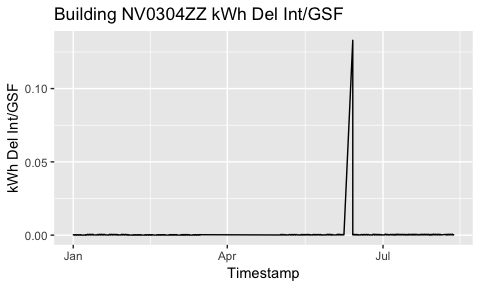 Building NV0304ZZ kWh Del Int/GSF
kWh Del Int/GSF
0.10
0.05
0.00
Jan
Apr
Jul
Timestamp